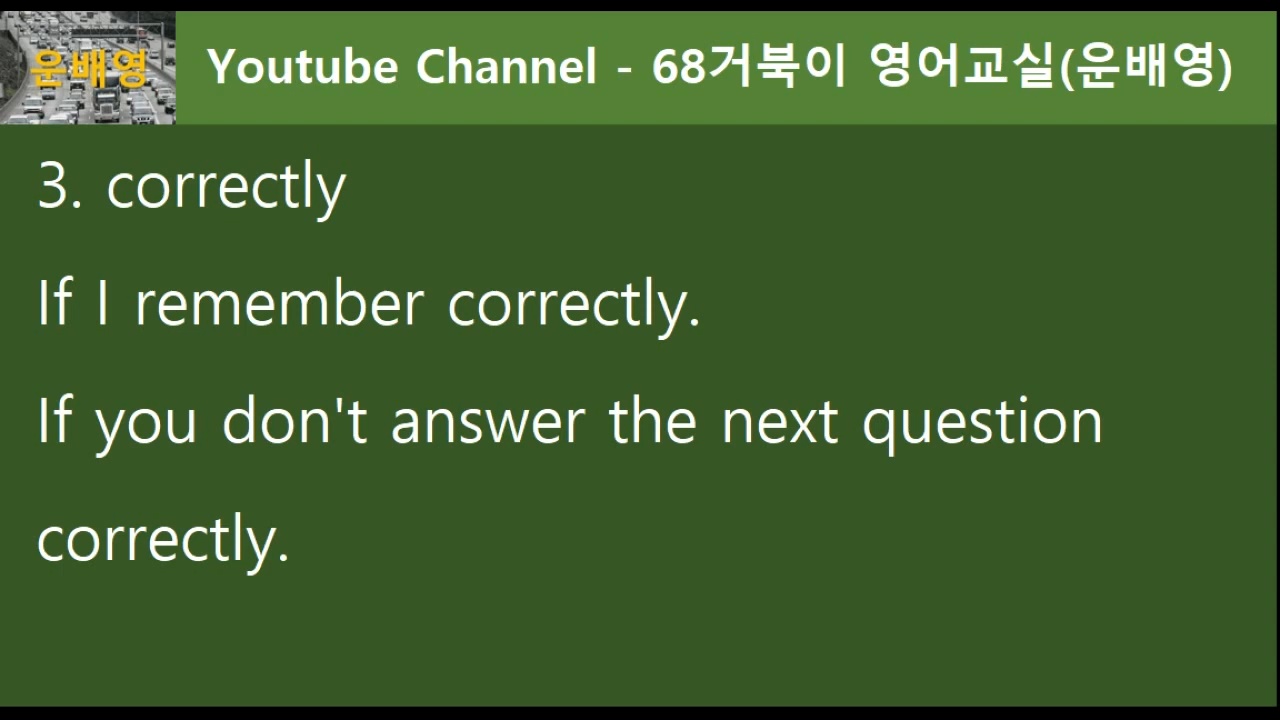 운배영
Youtube Channel - 68거북이 영어교실(운배영)
3. correctly
If I remember correctly.
If you don't answer the next question
correctly.